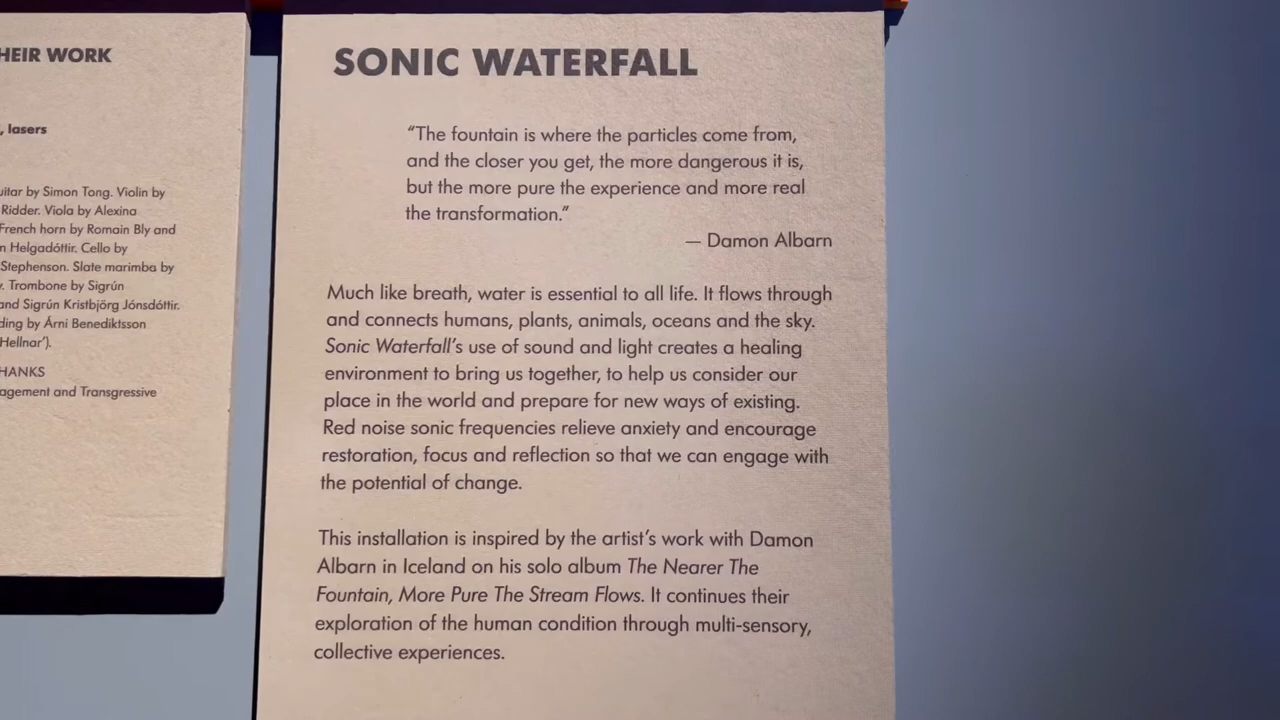 HEIR WORK
, lasers
uitar by Simon Tong. Violin by
Ridder. Viola by Alexina
French horn by Romain Bly and
n Helgadóttir. Cello by
Stephenson. Slate marimba by
. Trombone by Sigrún
and Sigrún Kristbjörg Jónsdóttir.
ding by Árni Benediktsson
Hellnar’).
HANKS
agement and Transgressive
SONIC WATERFALL
“The fountain is where the particles come from,
and the closer you get, the more dangerous it is,
but the more pure the experience and more real
the transformation.”
— Damon Albarn
Much like breath, water is essential to all life. It flows through
and connects humans, plants, animals, oceans and the sky.
Sonic Waterfall’s use of sound and light creates a healing
environment to bring us together, to help us consider our
place in the world and prepare for new ways of existing.
Red noise sonic frequencies relieve anxiety and encourage
restoration, focus and reflection so that we can engage with
the potential of change.
This installation is inspired by the artist’s work with Damon
Albarn in Iceland on his solo album The Nearer The
Fountain, More Pure The Stream Flows. It continues their
exploration of the human condition through multi-sensory,
collective experiences.